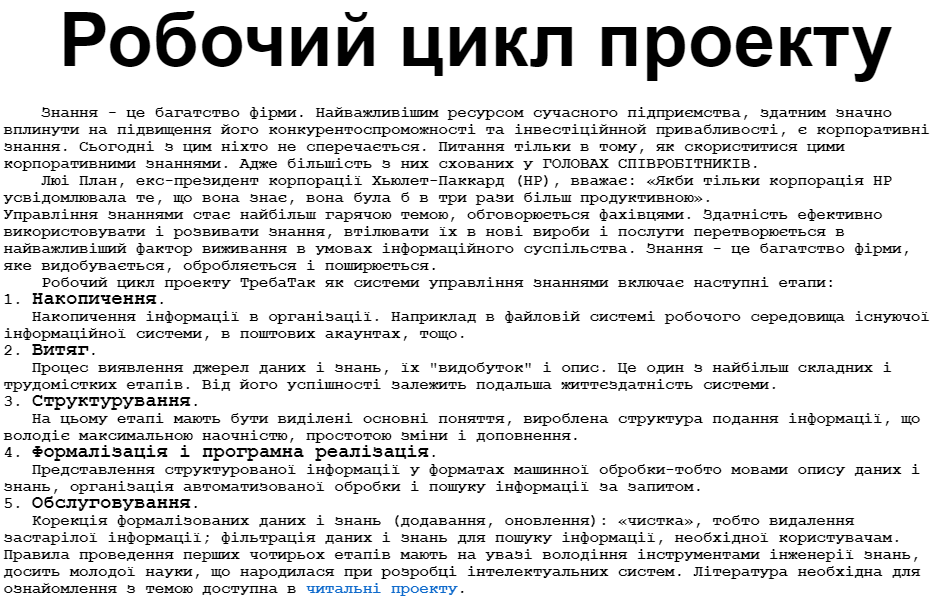 Робочий цикл проекту
Знання - це багатство фірми. Найважливішим ресурсом сучасного підприємства, здатним значно
вплинути на підвищення його конкурентоспроможності та інвестіційнной привабливості, є корпоративні
знання. Сьогодні з цим ніхто не сперечається. Питання тільки в тому, як скориститися цими
корпоративними знаннями. Адже більшість з них схованих у ГОЛОВАХ СПІВРОБІТНИКІВ.
Люі План, екс-президент корпорації Хьюлет-Паккард (HP), вважає: «Якби тільки корпорація HP
усвідомлювала те, що вона знає, вона була б в три рази більш продуктивною».
Управління знаннями стає найбільш гарячою темою, обговорюється фахівцями. Здатність ефективно
використовувати і розвивати знання, втілювати їх в нові вироби і послуги перетворюється в
найважливіший фактор виживання в умовах інформаційного суспільства. Знання - це багатство фірми,
яке видобувається, обробляється і поширюється.
Робочий цикл проекту ТребаТак як системи управління знаннями включає наступні етапи:
1. Накопичення.
Накопичення інформації в організації. Наприклад в файловій системі робочого середовища існуючої
інформаційної системи, в поштових акаунтах, тощо.
2. Витяг.
Процес виявлення джерел даних і знань, їх "видобуток" і опис. Це один з найбільш складних і
трудомістких етапів. Від його успішності залежить подальша життєздатність системи.
3. Структурування.
На цьому етапі мають бути виділені основні поняття, вироблена структура подання інформації, що
володіє максимальною наочністю, простотою зміни і доповнення.
4. Формалізація і програмна реалізація.
Представлення структурованої інформації у форматах машинної обробки-тобто мовами опису даних і
знань, організація автоматизованої обробки і пошуку інформації за запитом.
5. Обслуговування.
Корекція формалізованих даних і знань (додавання, оновлення): «чистка», тобто видалення
застарілої інформації; фільтрація даних і знань для пошуку інформації, необхідної користувачам.
Правила проведення перших чотирьох етапів мають на увазі володіння інструментами інженерії знань,
досить молодої науки, що народилася при розробці інтелектуальних систем. Література необхідна для
ознайомлення з темою доступна в читальні проекту.